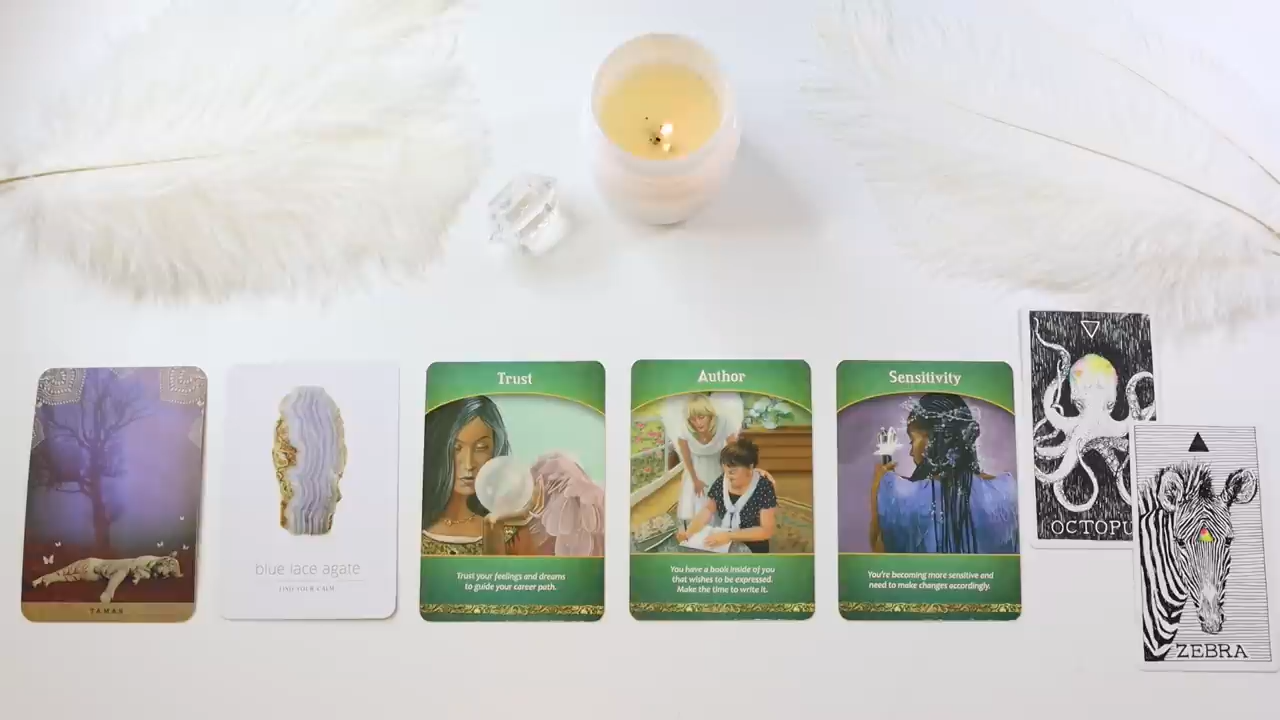 TAMAS
blue lace agate
FIND YOUR CALM
Trust
Trust your feelings and dreams
to guide your career path.
Author
You have a book inside of you
that wishes to be expressed.
Make the time to write it.
Sensitivity
You're becoming more sensitive and
need to make changes accordingly.
OCTOPU
ZEBRA